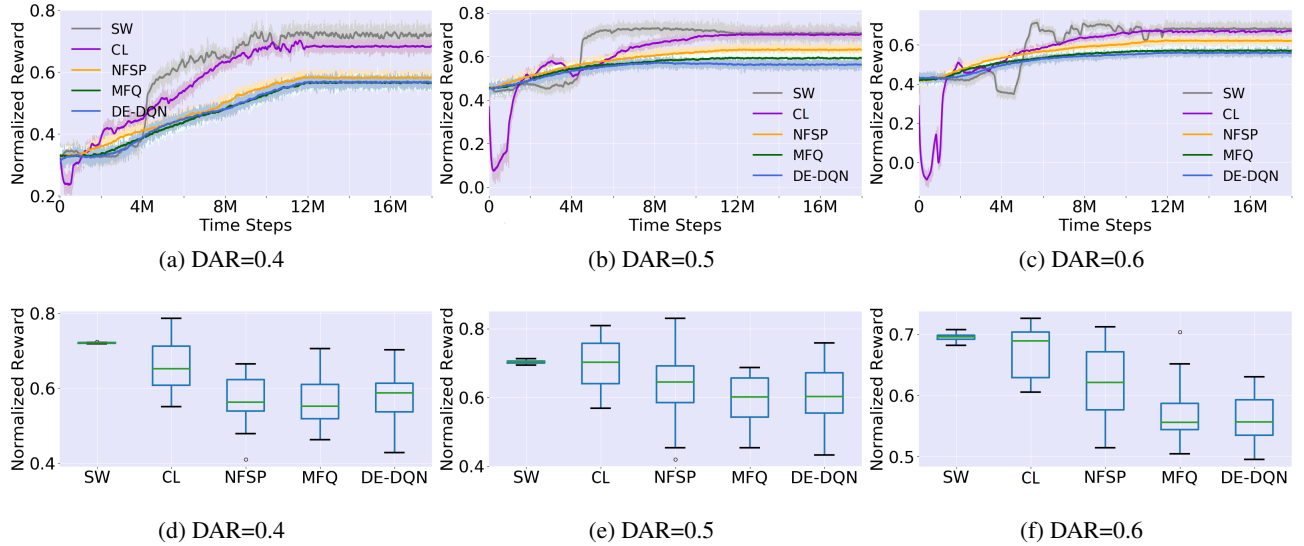 Normalized Reward
0.8
0.6
0.4
0.2
SW
CL
NFSP
MFQ
DE-DQN
0 4M 8M 12M 16M
Time Steps
(a) DAR=0.4
Normalized Reward
0.8
0.6
0.4
0.2
0.0
SW
CL
NFSP
MFQ
DE-DQN
0 4M 8M 12M 16M
Time Steps
(b) DAR=0.5
Normalized Reward
0.6
0.4
0.2
0.0
SW
CL
NFSP
MFQ
DE-DQN
0 4M 8M 12M 16M
Time Steps
(c) DAR=0.6
Normalized Reward
0.8
0.6
0.4
SW CL NFSP MFQ DE-DQN
(d) DAR=0.4
Normalized Reward
0.8
0.6
0.4
SW CL NFSP MFQ DE-DQN
(e) DAR=0.5
Normalized Reward
0.7
0.6
0.5
SW CL NFSP MFQ DE-DQN
(f) DAR=0.6